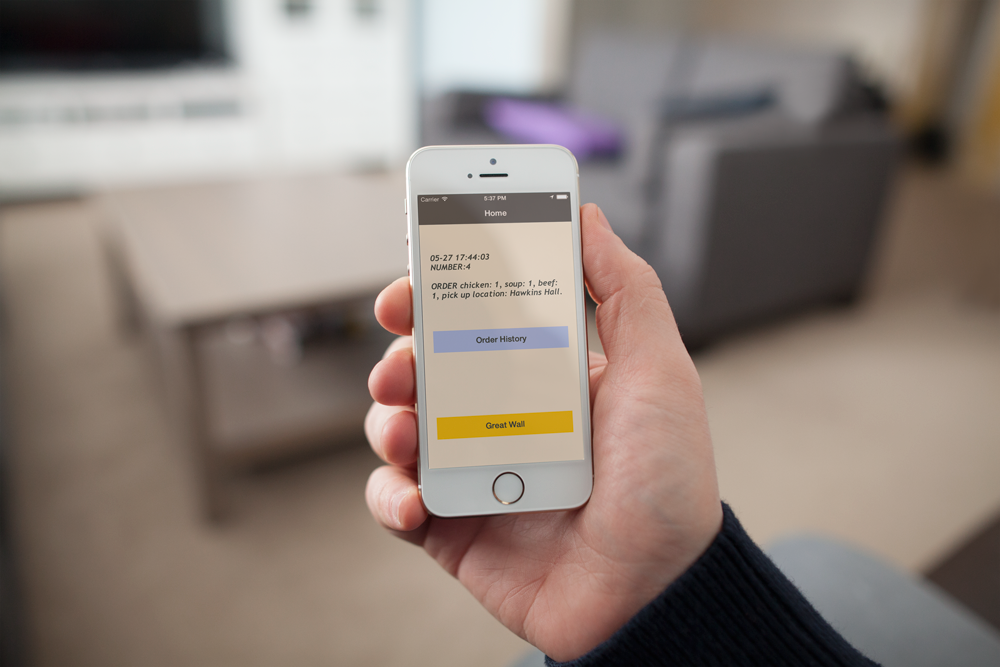 Carrier 5:37 PM
Home
05-27 17:44:03
NUMBER:4
ORDER chicken: 1, soup: 1, beef:
1, pick up location: Hawkins Hall.
Order History
Great Wall